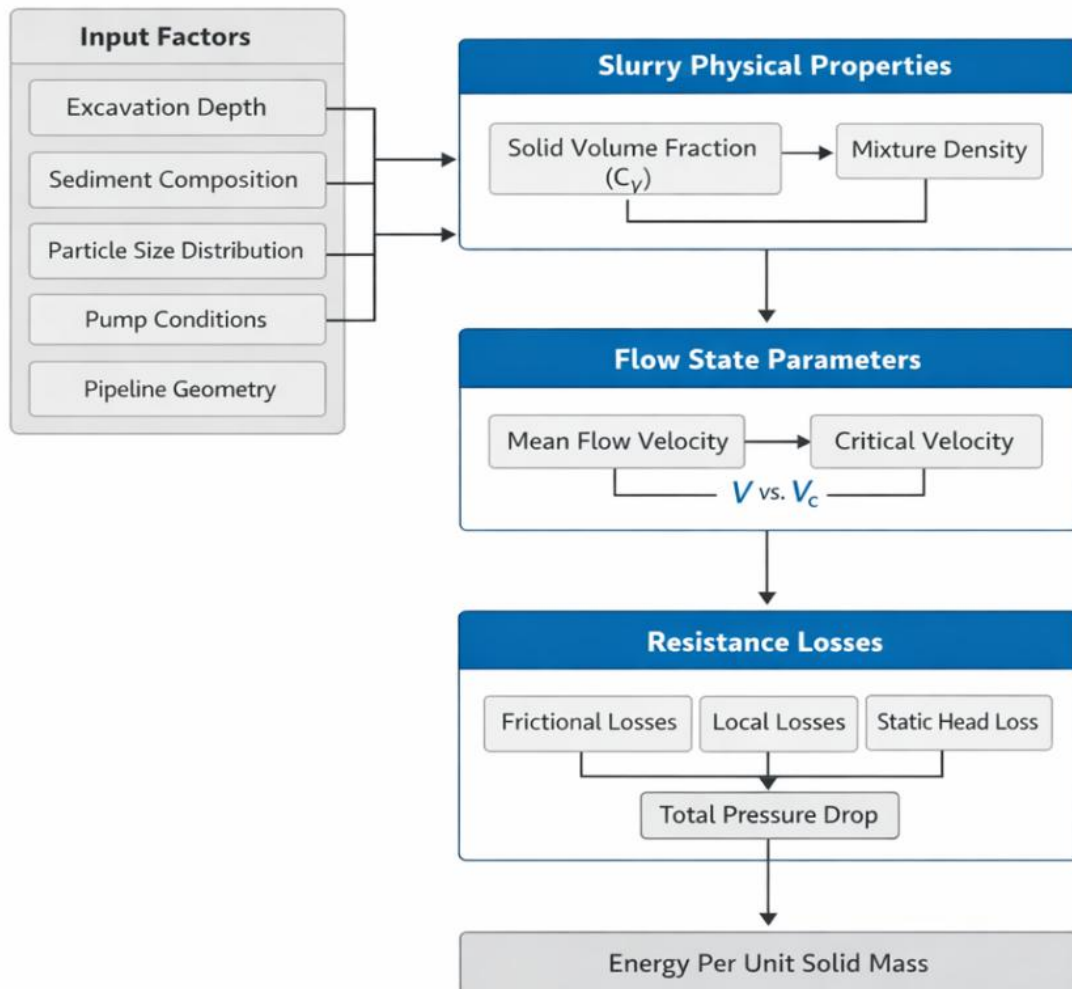 Input Factors
Excavation Depth
Sediment Composition
Particle Size Distribution
Pump Conditions
Pipeline Geometry
Slurry Physical Properties
Solid Volume Fraction
(Cγ)
Mixture Density
Flow State Parameters
Mean Flow Velocity
Critical Velocity
V vs. Vc
Resistance Losses
Frictional Losses
Local Losses
Static Head Loss
Total Pressure Drop
Energy Per Unit Solid Mass